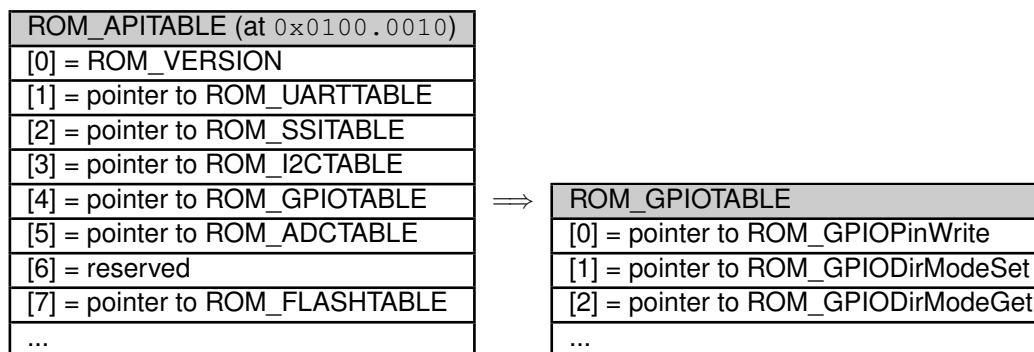 ROM_APITABLE (at 0x0100.0010)
[0] = ROM_VERSION
[1] = pointer to ROM_UARTTABLE
[2] = pointer to ROM_SSITABLE
[3] = pointer to ROM_I2CTABLE
[4] = pointer to ROM_GPIOTABLE
[5] = pointer to ROM_ADCTABLE
[6] = reserved
[7] = pointer to ROM_FLASHTABLE
...
⟹
ROM_GPIOTABLE
[0] = pointer to ROM_GPIOPinWrite
[1] = pointer to ROM_GPIODirModeSet
[2] = pointer to ROM_GPIODirModeGet
...